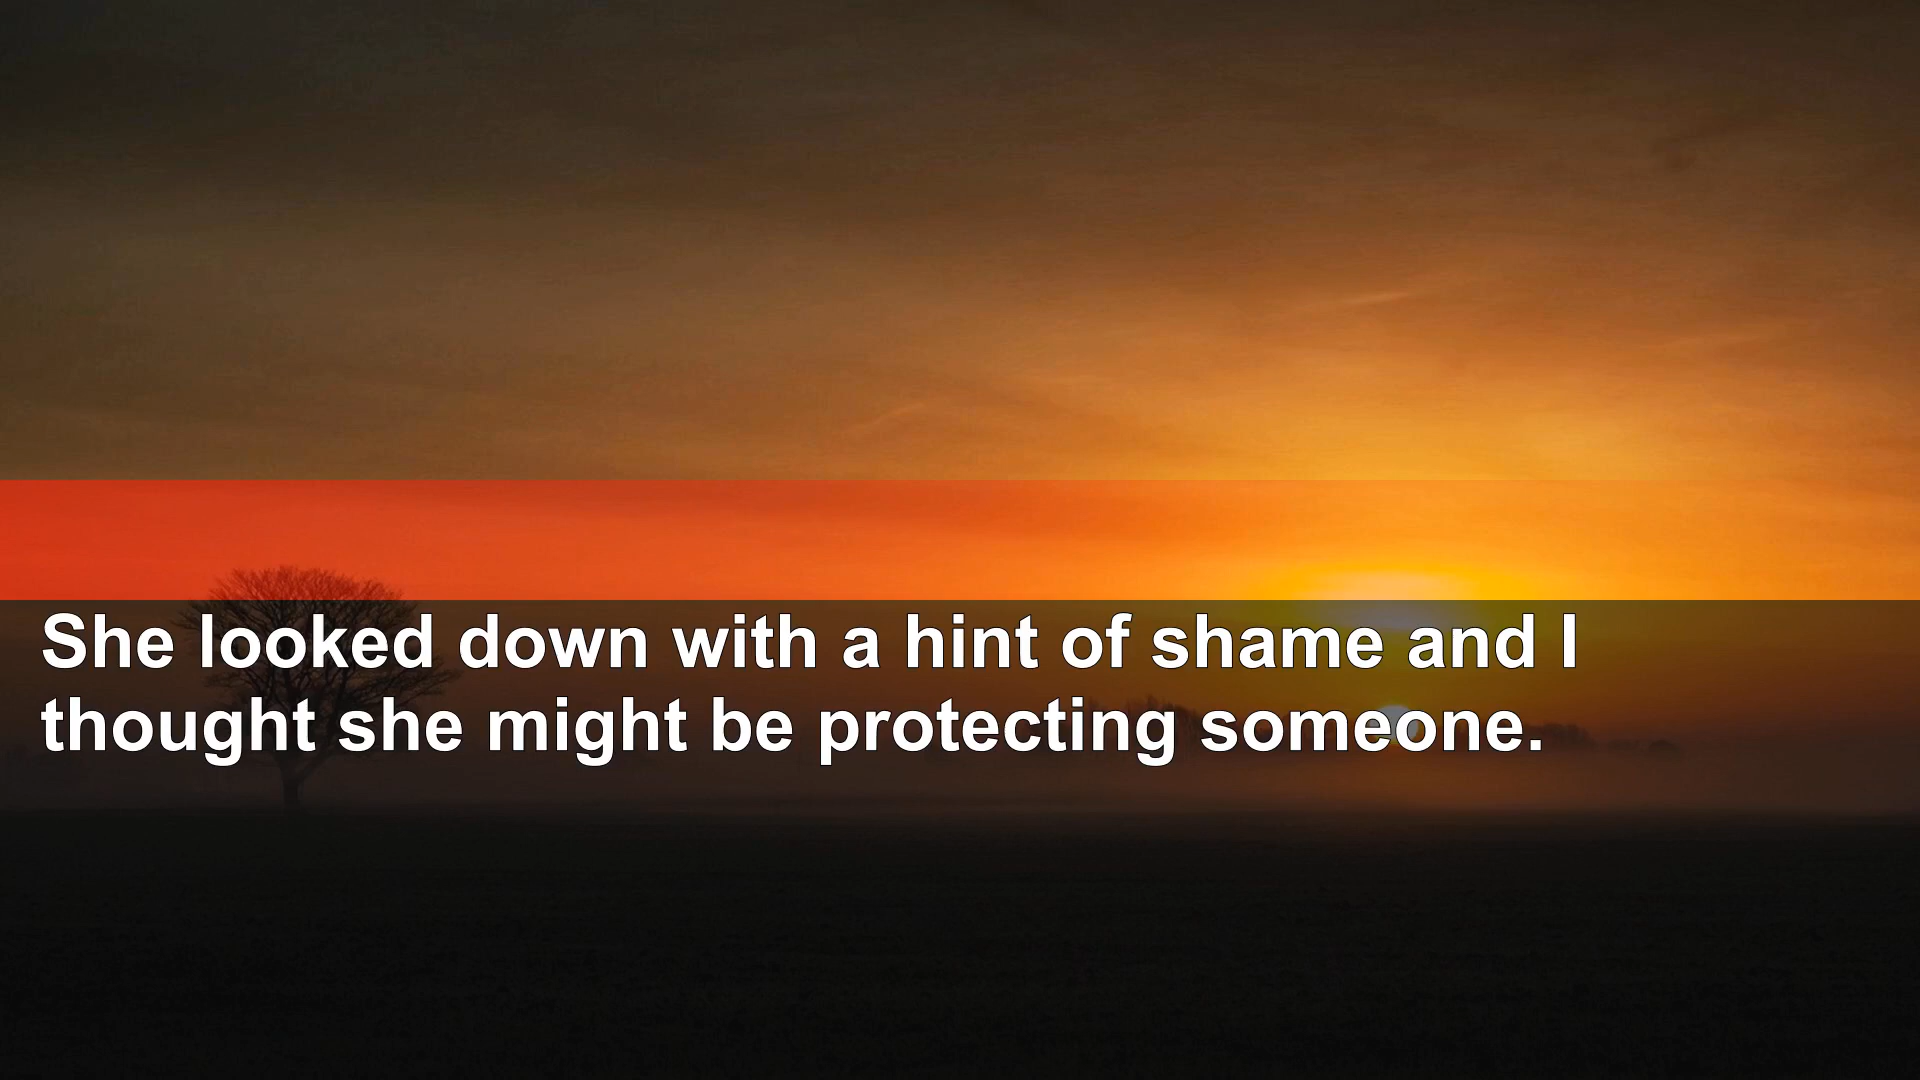 She looked down with a hint of shame and I
thought she might be protecting someone.